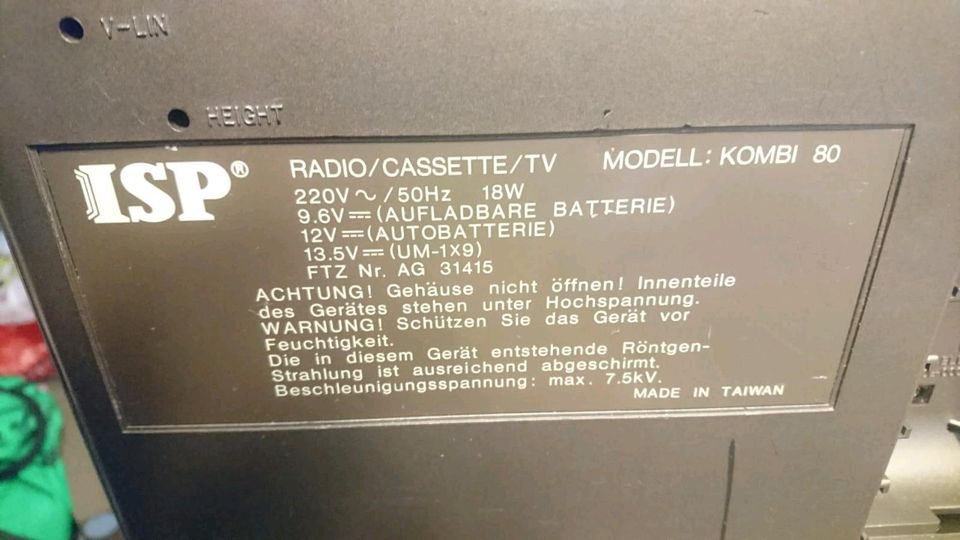 V-LIN
HEIGHT
ISP®
RADIO/CASSETTE/TV MODELL: KOMBI 80
220V ~ /50Hz 18W
9.6V⎓(AUFLADBARE BATTERIE)
12V⎓(AUTOBATTERIE)
13.5V⎓(UM-1X9)
FTZ Nr. AG 31415
ACHTUNG! Gehäuse nicht öffnen! Innenteile
des Gerätes stehen unter Hochspannung.
WARNUNG! Schützen Sie das Gerät vor
Feuchtigkeit.
Die in diesem Gerät entstehende Röntgen-
Strahlung ist ausreichend abgeschirmt.
Beschleunigungsspannung: max. 7.5kV.
MADE IN TAIWAN